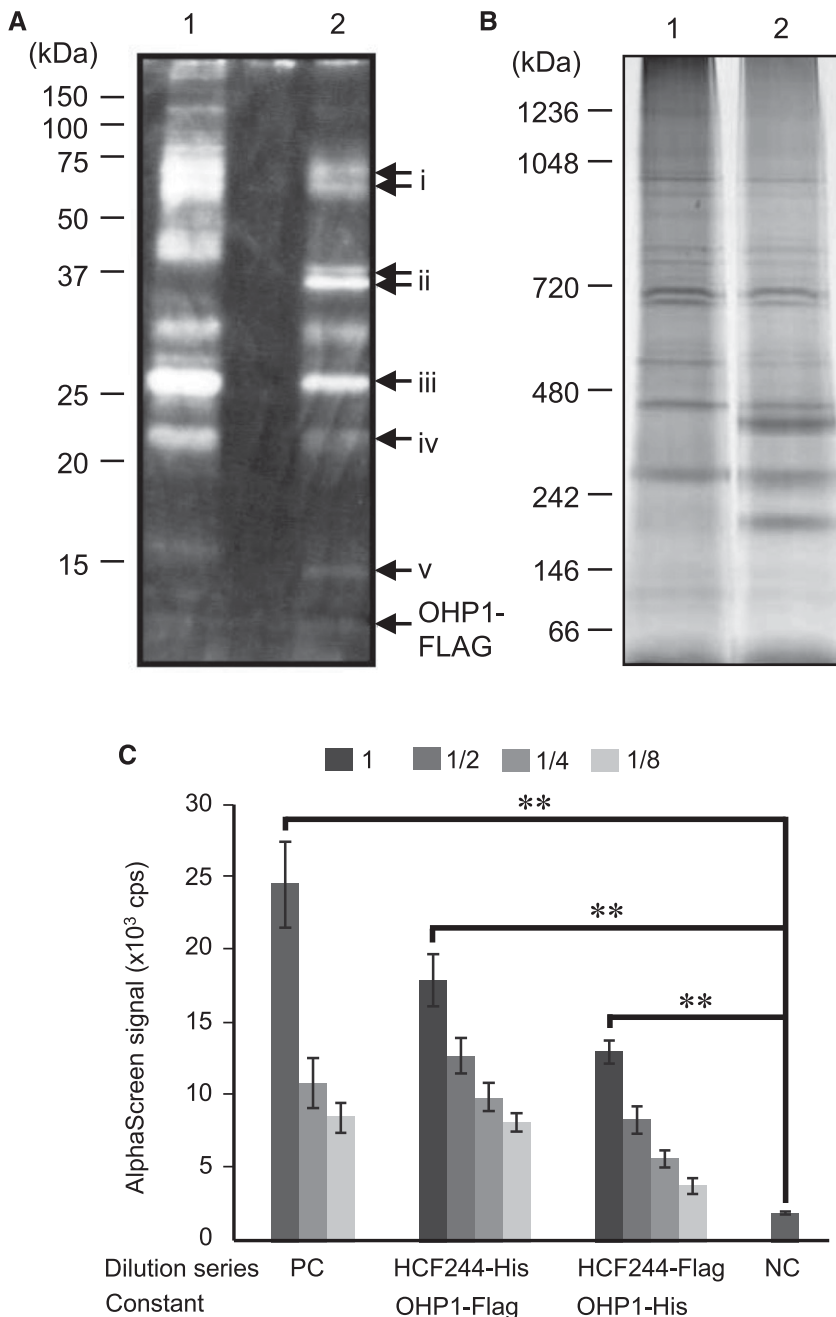 A
1 2
(kDa)
150
100
75
50
37
25
20
15
i
ii
iii
iv
v
OHP1-
FLAG
B
1 2
(kDa)
1236
1048
720
480
242
146
66
C
1 1/2 1/4 1/8
AlphaScreen signal (x10³ cps)
30
25
20
15
10
5
0
**
**
**
Dilution series PC HCF244-His HCF244-Flag NC
Constant OHP1-Flag OHP1-His